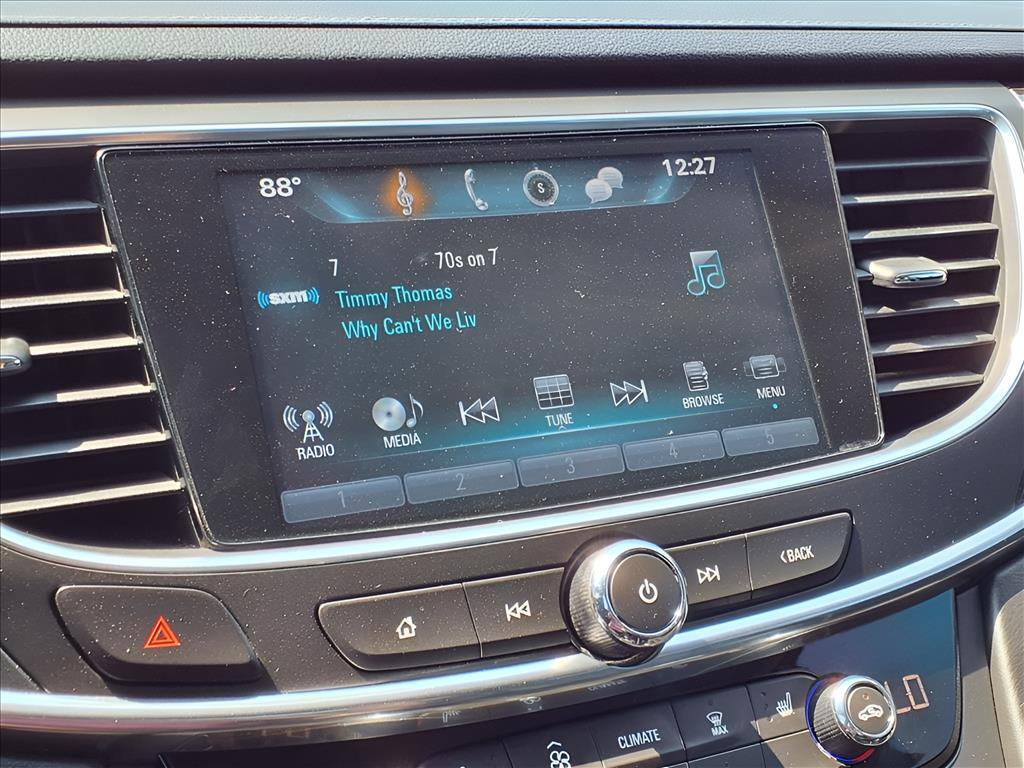 88° 12:27
7 70s on 7
sxm Timmy Thomas
Why Can't We Liv
RADIO MEDIA TUNE BROWSE MENU
1 2 3 4 5
<BACK
CLIMATE MAX
LO